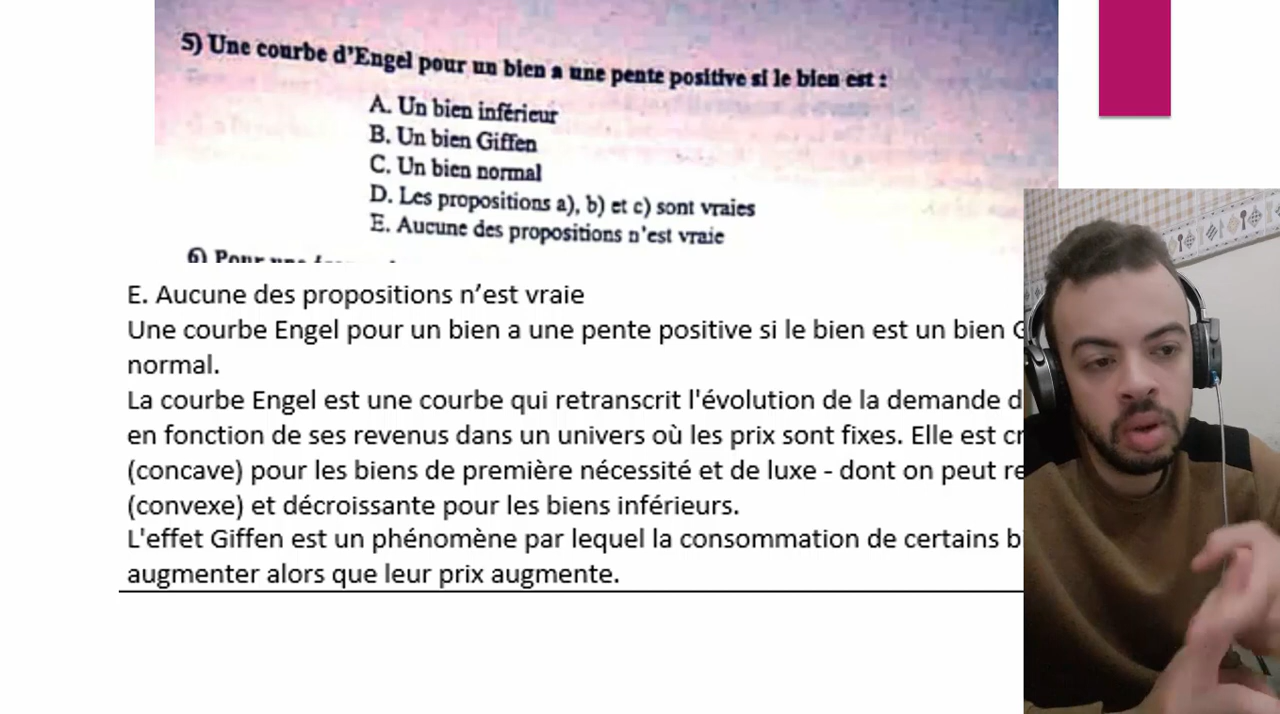 5) Une courbe d'Engel pour un bien a une pente positive si le bien est :
A. Un bien inférieur
B. Un bien Giffen
C. Un bien normal
D. Les propositions a), b) et c) sont vraies
E. Aucune des propositions n'est vraie
6) Pour une
E. Aucune des propositions n’est vraie
Une courbe Engel pour un bien a une pente positive si le bien est un bien
normal.
La courbe Engel est une courbe qui retranscrit l'évolution de la demande
en fonction de ses revenus dans un univers où les prix sont fixes. Elle est
(concave) pour les biens de première nécessité et de luxe - dont on peut
(convexe) et décroissante pour les biens inférieurs.
L'effet Giffen est un phénomène par lequel la consommation de certains
augmenter alors que leur prix augmente.